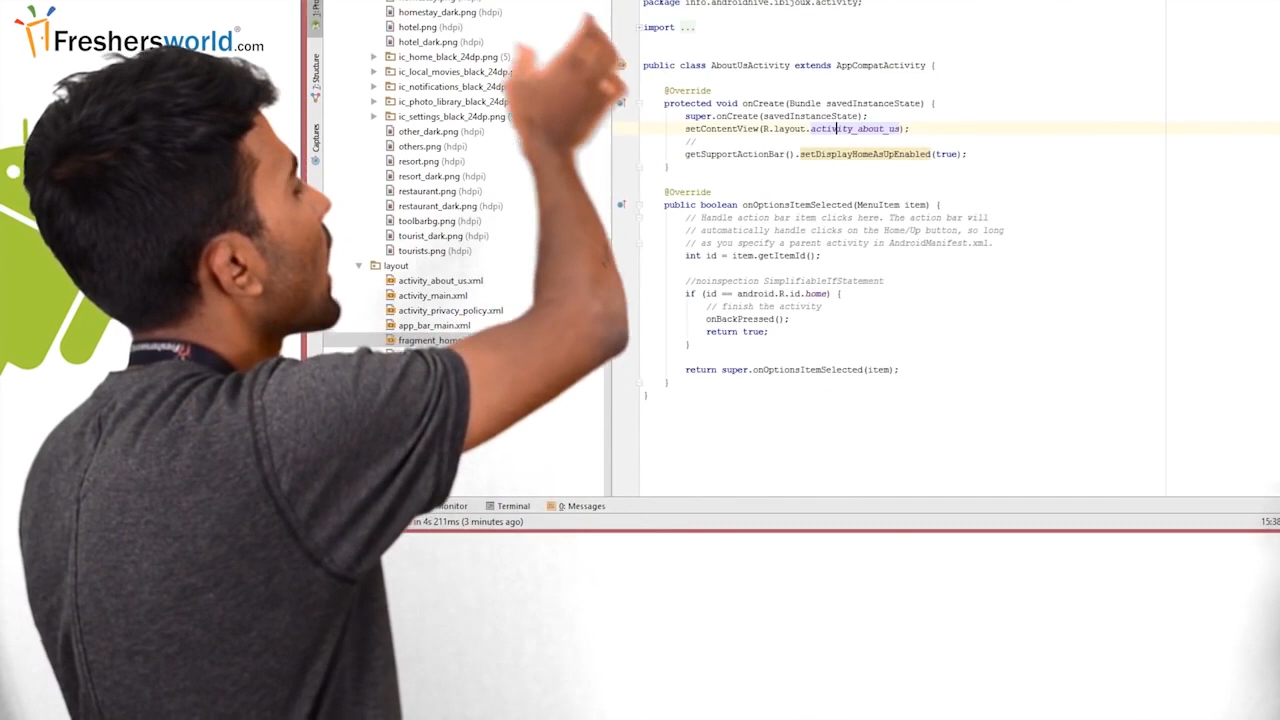 Freshersworld.com
®
homestay_dark.png (hdpi)
hotel.png (hdpi)
hotel_dark.png (hdpi)
ic_home_black_24dp.png (5)
ic_local_movies_black_24dp.
ic_notifications_black_24dp
ic_photo_library_black_24dp
ic_settings_black_24dp.png
other_dark.png (hdpi)
others.png (hdpi)
resort.png (hdpi)
resort_dark.png (hdpi)
restaurant.png (hdpi)
restaurant_dark.png (hdpi)
toolbarbg.png (hdpi)
tourist_dark.png (hdpi)
tourists.png (hdpi)
layout
activity_about_us.xml
activity_main.xml
activity_privacy_policy.xml
app_bar_main.xml
fragment_home
2: Structure
Captures
package info.androidhive.ibijoux.activity;
import ...
public class AboutUsActivity extends AppCompatActivity {
@Override
protected void onCreate(Bundle savedInstanceState) {
super.onCreate(savedInstanceState);
setContentView(R.layout.activity_about_us);
//
getSupportActionBar().setDisplayHomeAsUpEnabled(true);
}
@Override
public boolean onOptionsItemSelected(MenuItem item) {
// Handle action bar item clicks here. The action bar will
// automatically handle clicks on the Home/Up button, so long
// as you specify a parent activity in AndroidManifest.xml.
int id = item.getItemId();
//noinspection SimplifiableIfStatement
if (id == android.R.id.home) {
// finish the activity
onBackPressed();
return true;
}
return super.onOptionsItemSelected(item);
}
}
onitor Terminal 0: Messages
in 4s 211ms (3 minutes ago)
15:38